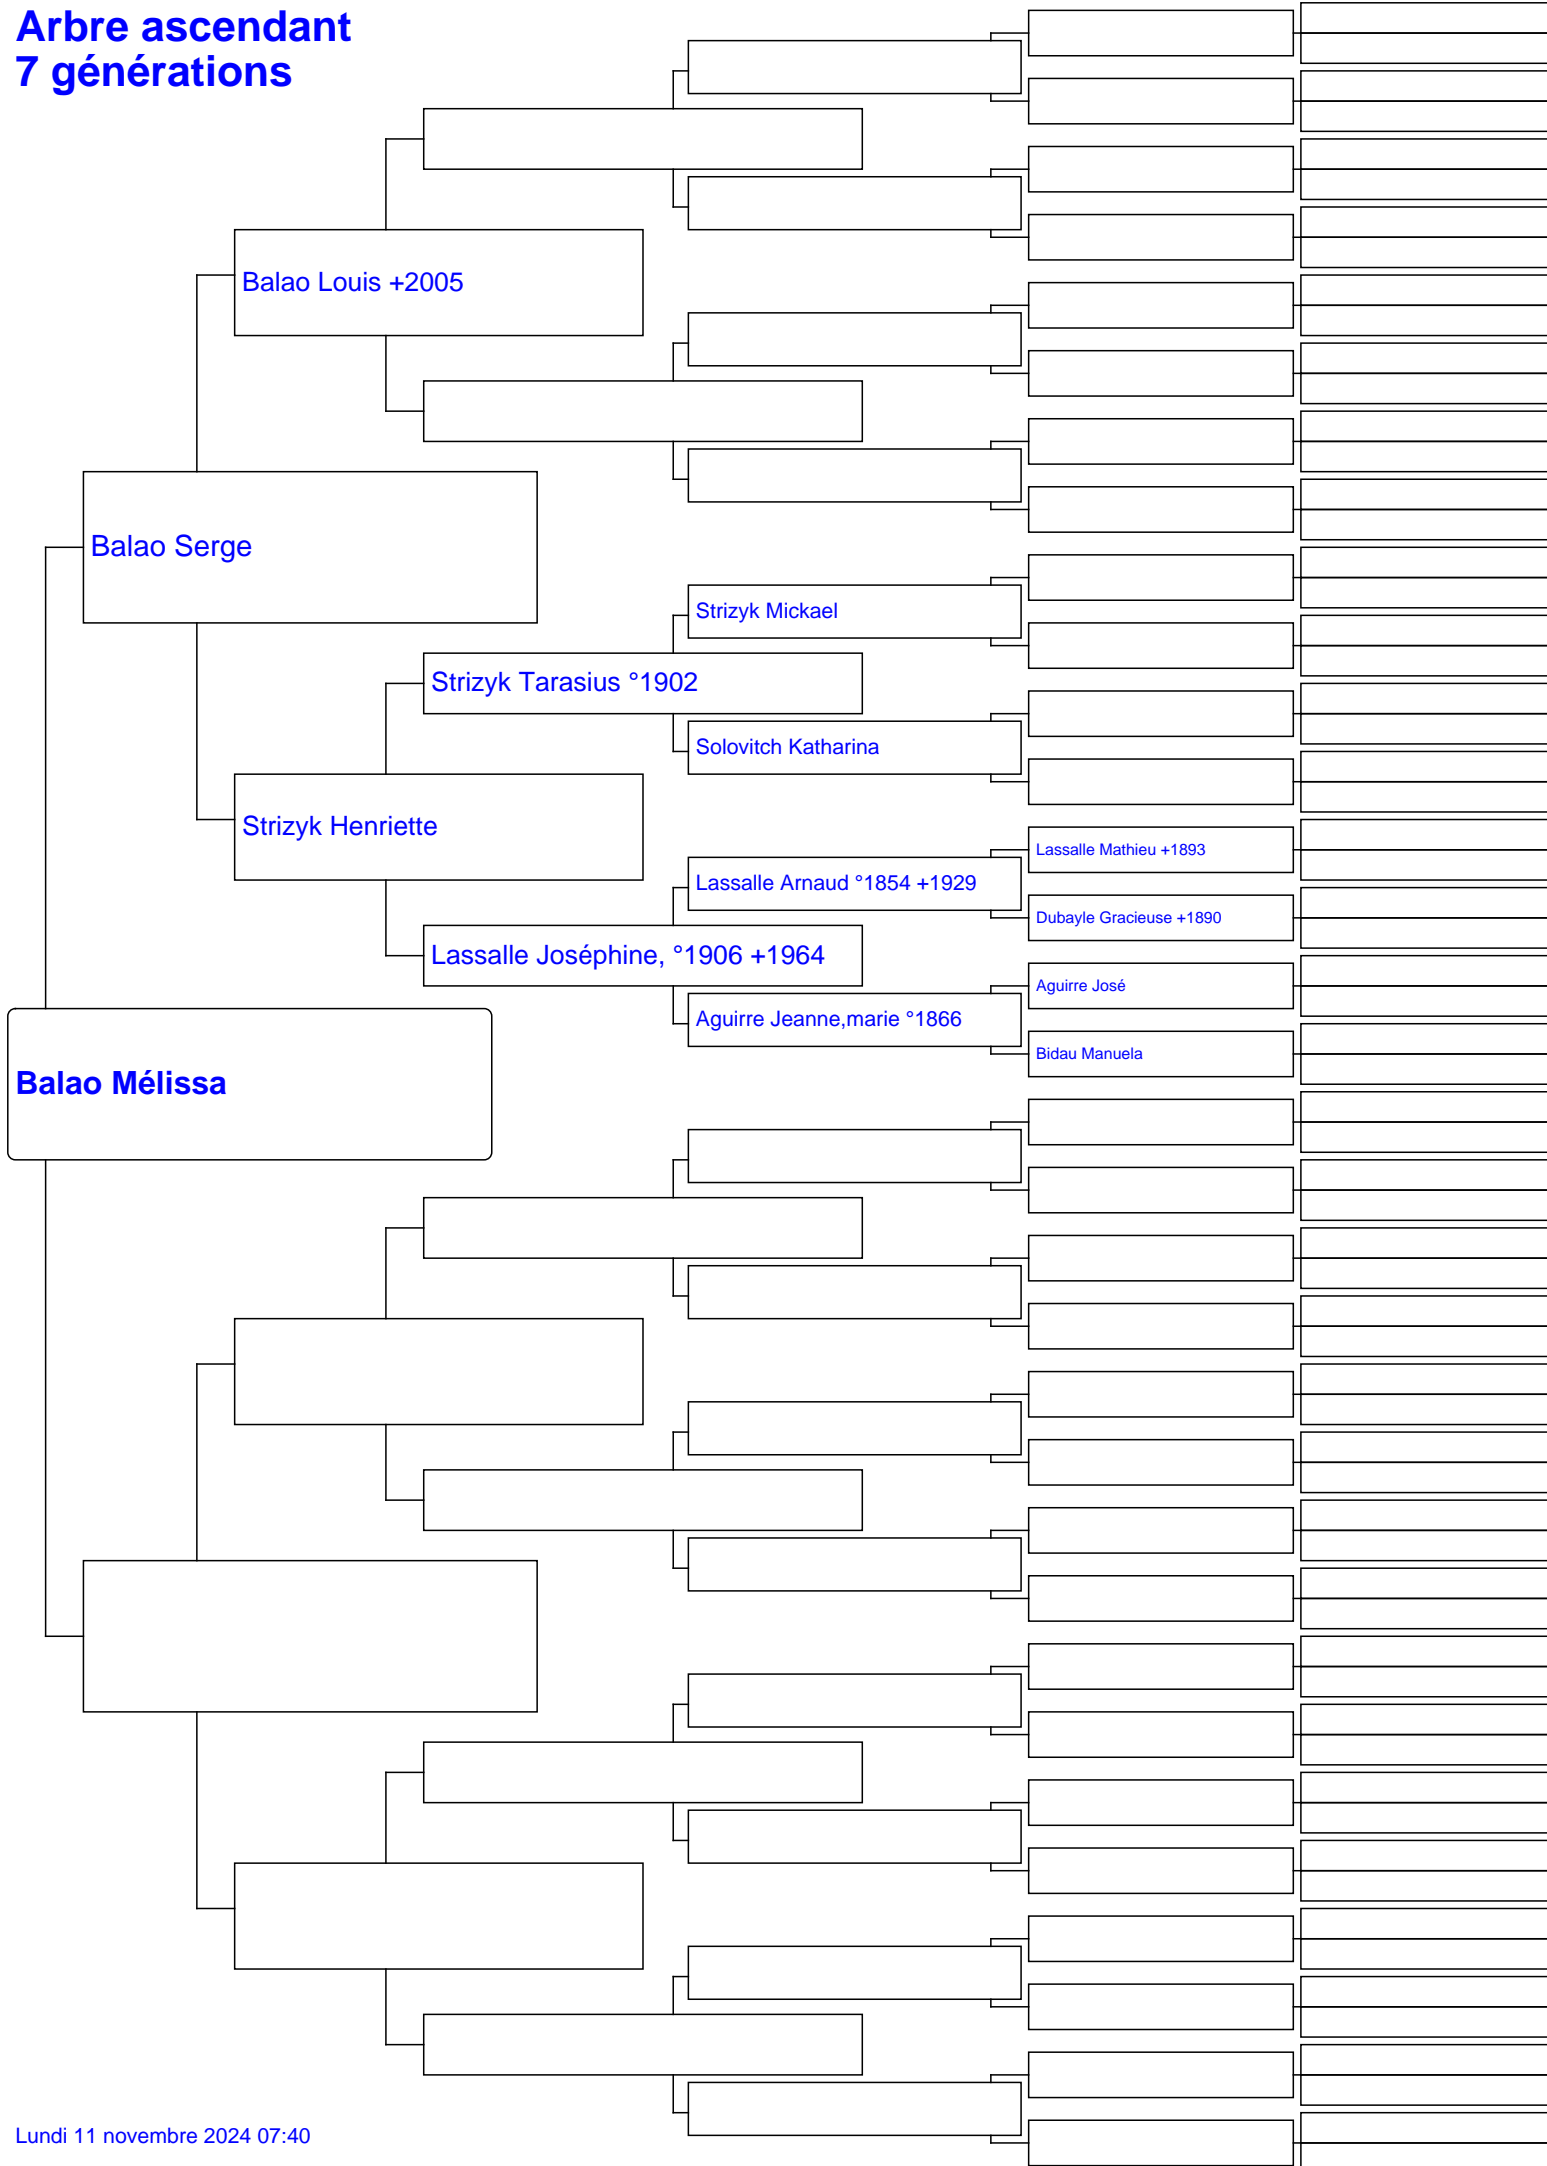 Arbre ascendant
7 générations
Balao Louis +2005
Balao Serge
Strizyk Mickael
Strizyk Tarasius °1902
Solovitch Katharina
Strizyk Henriette
Lassalle Mathieu +1893
Lassalle Arnaud °1854 +1929
Dubayle Gracieuse +1890
Lassalle Joséphine, °1906 +1964
Aguirre José
Aguirre Jeanne,marie °1866
Bidau Manuela
Balao Mélissa
Lundi 11 novembre 2024 07:40